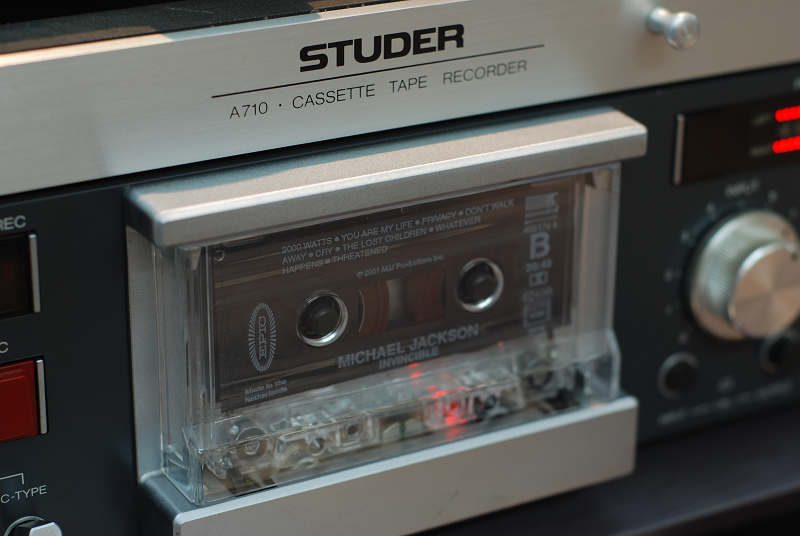 STUDER
A710 · CASSETTE TAPE RECORDER
REC
INPUT
2000 WATTS • YOU ARE MY LIFE • PRIVACY • DON'T WALK
AWAY • CRY • THE LOST CHILDREN • WHATEVER
HAPPENS • THREATENED
B
© 2001 MJJ Productions Inc.
EPIC
MICHAEL JACKSON
INVINCIBLE
Made in the
Netherlands
C
C-TYPE